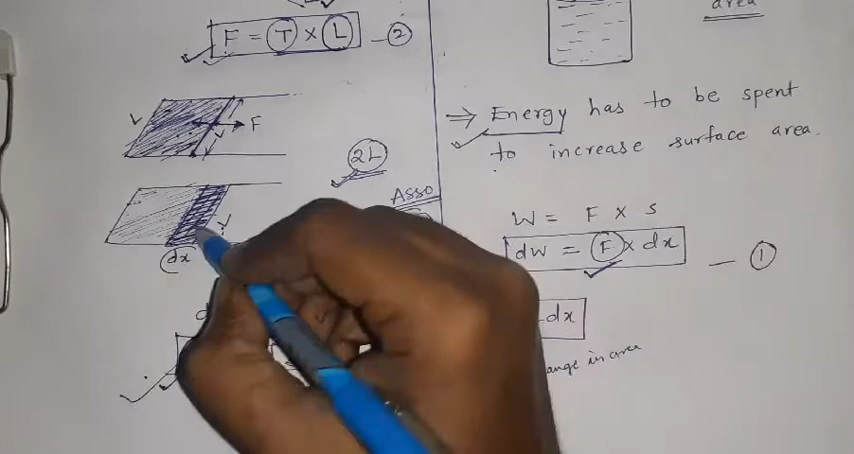 F = T × L — 2
F
2L
dx
Asso
area
⇒ Energy has to be spent
to increase surface area.
W = F × s
dW = F × dx — 1
dx
in area